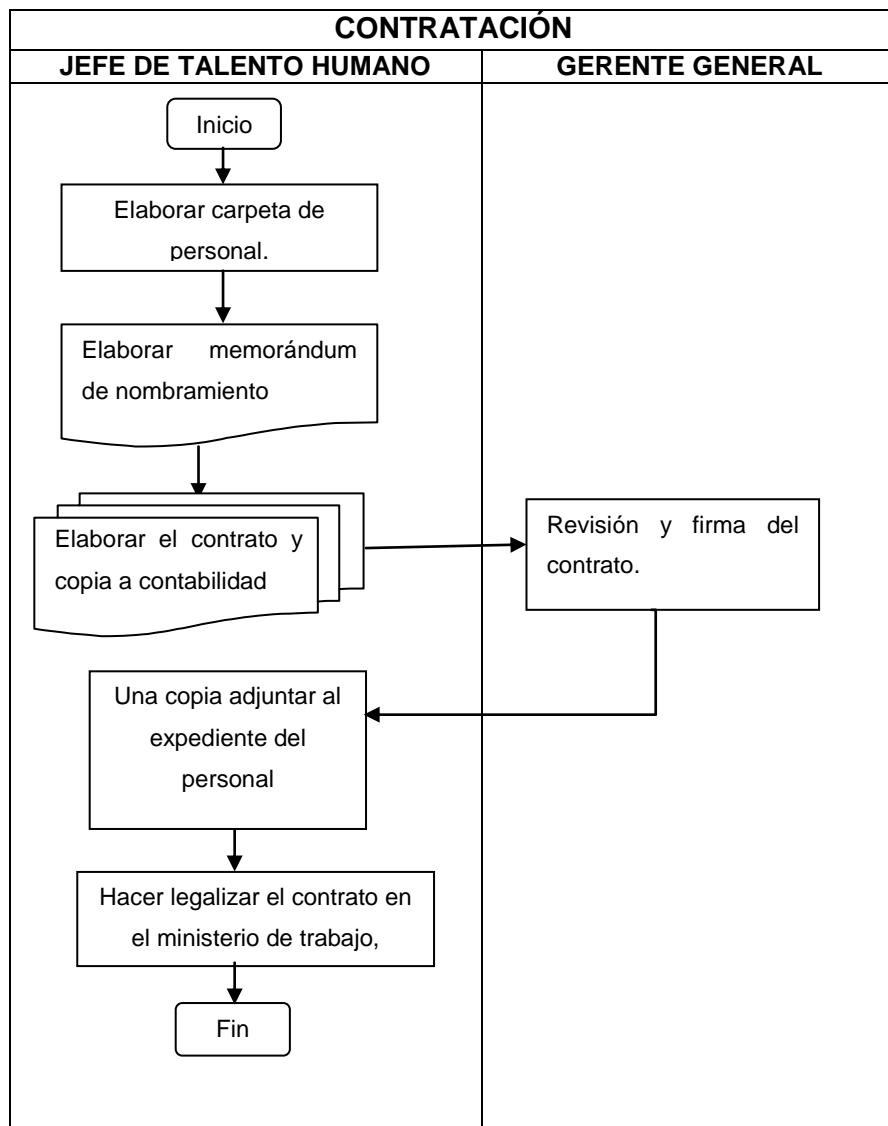 CONTRATACIÓN
JEFE DE TALENTO HUMANO
GERENTE GENERAL
Inicio
Elaborar carpeta de
personal.
Elaborar memorándum
de nombramiento
Elaborar el contrato y
copia a contabilidad
Revisión y firma del
contrato.
Una copia adjuntar al
expediente del
personal
Hacer legalizar el contrato en
el ministerio de trabajo,
Fin